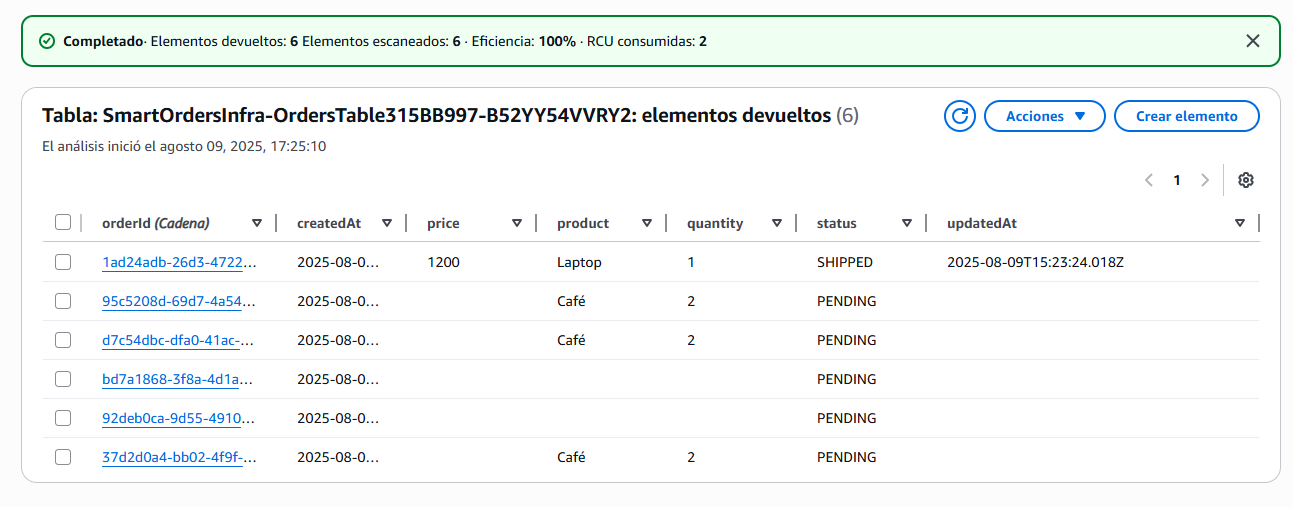 Completado· Elementos devueltos: 6 Elementos escaneados: 6 · Eficiencia: 100% · RCU consumidas: 2
Tabla: SmartOrdersInfra-OrdersTable315BB997-B52YY54VVRY2: elementos devueltos (6)
Acciones
Crear elemento
El análisis inició el agosto 09, 2025, 17:25:10
1
orderId (Cadena) createdAt price product quantity status updatedAt
1ad24adb-26d3-4722... 2025-08-0... 1200 Laptop 1 SHIPPED 2025-08-09T15:23:24.018Z
95c5208d-69d7-4a54... 2025-08-0... Café 2 PENDING
d7c54dbc-dfa0-41ac-... 2025-08-0... Café 2 PENDING
bd7a1868-3f8a-4d1a... 2025-08-0... PENDING
92deb0ca-9d55-4910... 2025-08-0... PENDING
37d2d0a4-bb02-4f9f-... 2025-08-0... Café 2 PENDING